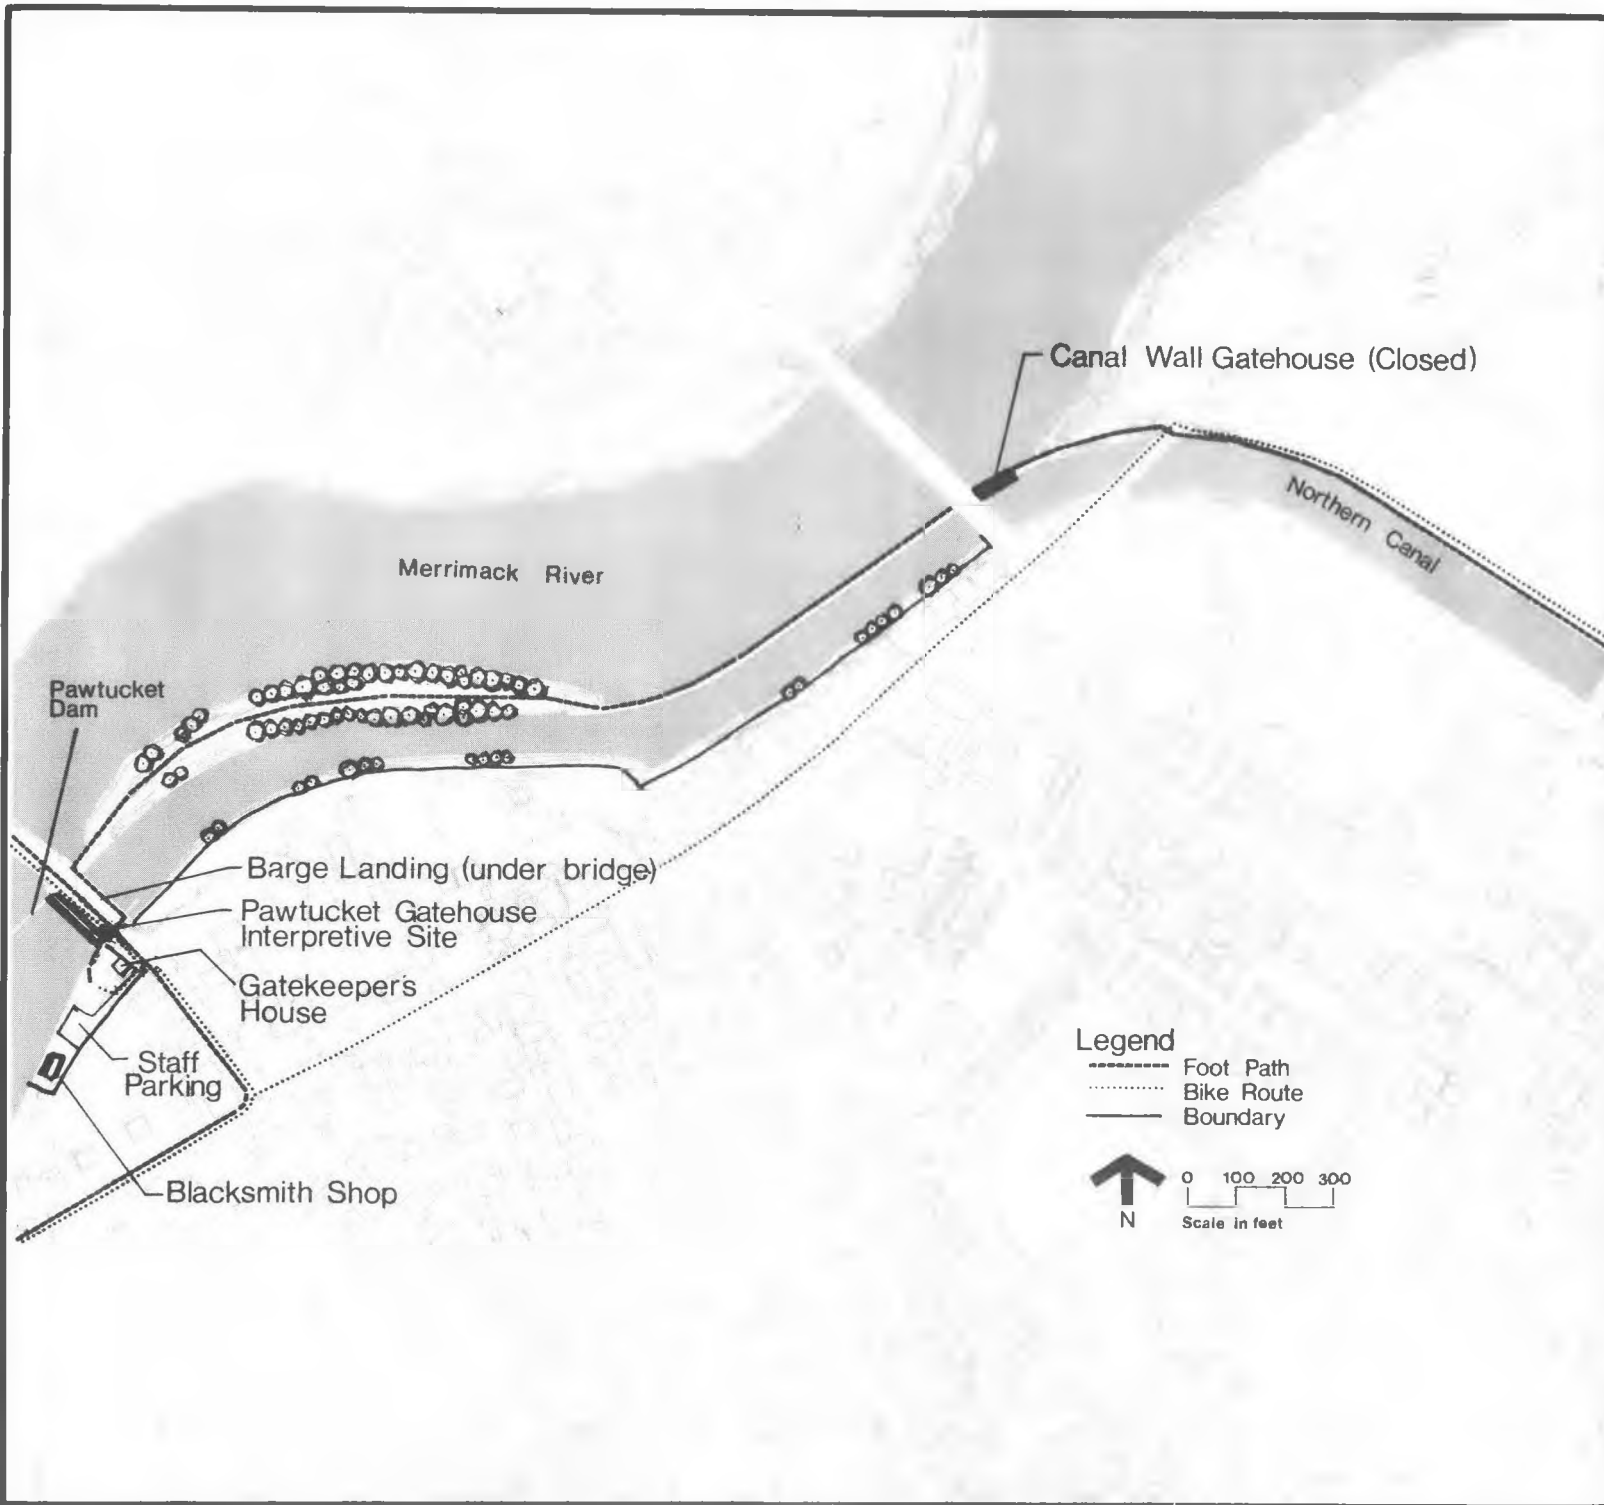 Canal Wall Gatehouse (Closed)
Northern Canal
Merrimack River
Pawtucket
Dam
Barge Landing (under bridge)
Pawtucket Gatehouse
Interpretive Site
Gatekeeper's
House
Staff
Parking
Blacksmith Shop
Legend
Foot Path
Bike Route
Boundary
N
0 100 200 300
Scale in feet